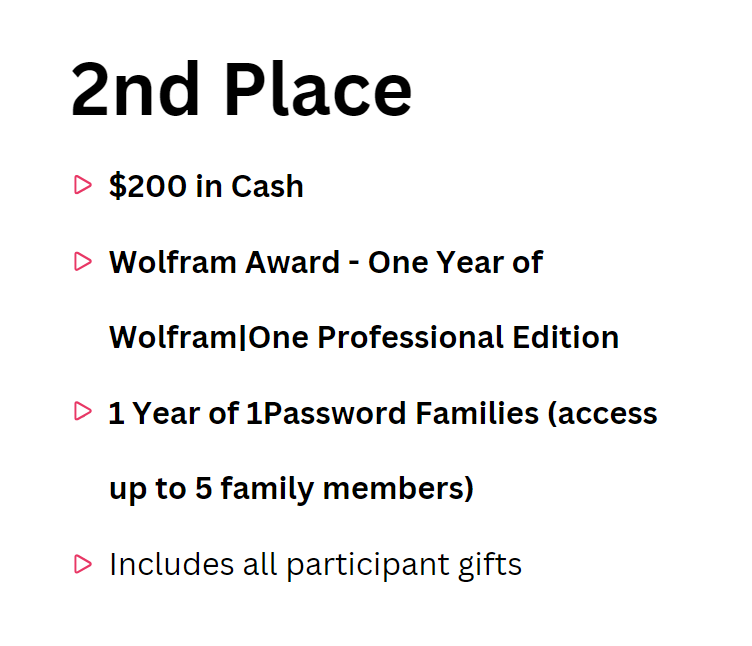 2nd Place
$200 in Cash
Wolfram Award - One Year of
Wolfram|One Professional Edition
1 Year of 1Password Families (access
up to 5 family members)
Includes all participant gifts